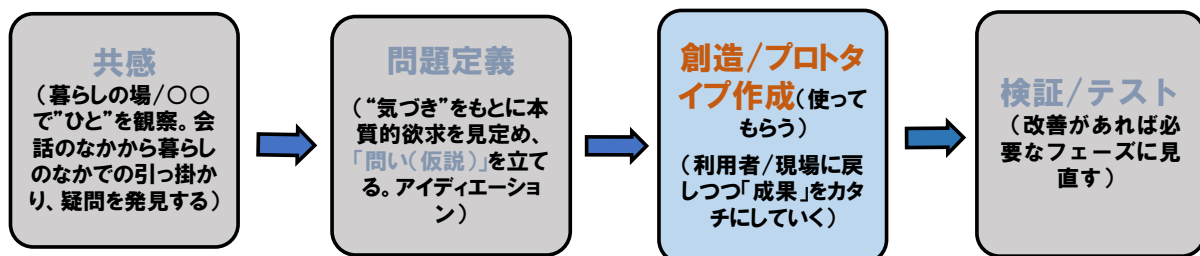 共感
（暮らしの場/〇〇
で”ひと”を観察。会
話のなかから暮らし
のなかでの引っ掛か
り、疑問を発見する）
問題定義
（“気づき”をもとに本
質的欲求を見定め、
「問い（仮説）」を立て
る。アイディエーショ
ン）
創造/プロトタ
イプ作成（使って
もらう）
（利用者/現場に戻
しつつ「成果」をカタ
チにしていく）
検証/テスト
（改善があれば必
要なフェーズに見
直す）